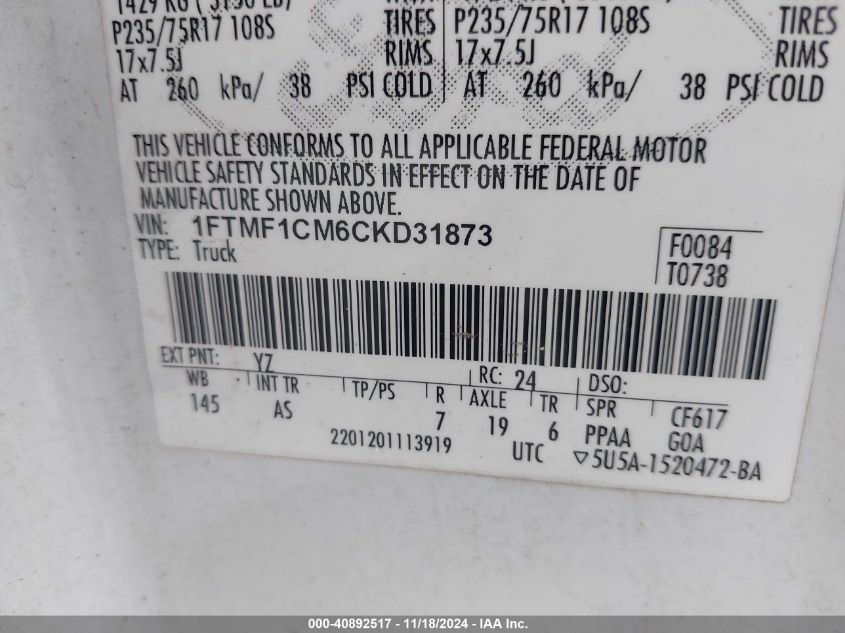 1429 KG ( 3150 LB)
P235/75R17 108S TIRES P235/75R17 108S TIRES
17x7.5J RIMS 17x7.5J RIMS
AT 260 kPa/ 38 PSI COLD AT 260 kPa/ 38 PSI COLD
THIS VEHICLE CONFORMS TO ALL APPLICABLE FEDERAL MOTOR
VEHICLE SAFETY STANDARDS IN EFFECT ON THE DATE OF
MANUFACTURE SHOWN ABOVE.
VIN: 1FTMF1CM6CKD31873
TYPE: Truck
F0084
T0738
EXT PNT: YZ RC: 24 DSO:
WB INT TR TP/PS R AXLE TR SPR CF617
145 AS 7 19 6 PPAA GOA
2201201113919 UTC ▽5U5A-1520472-BA
000-40892517 - 11/18/2024 - IAA Inc.